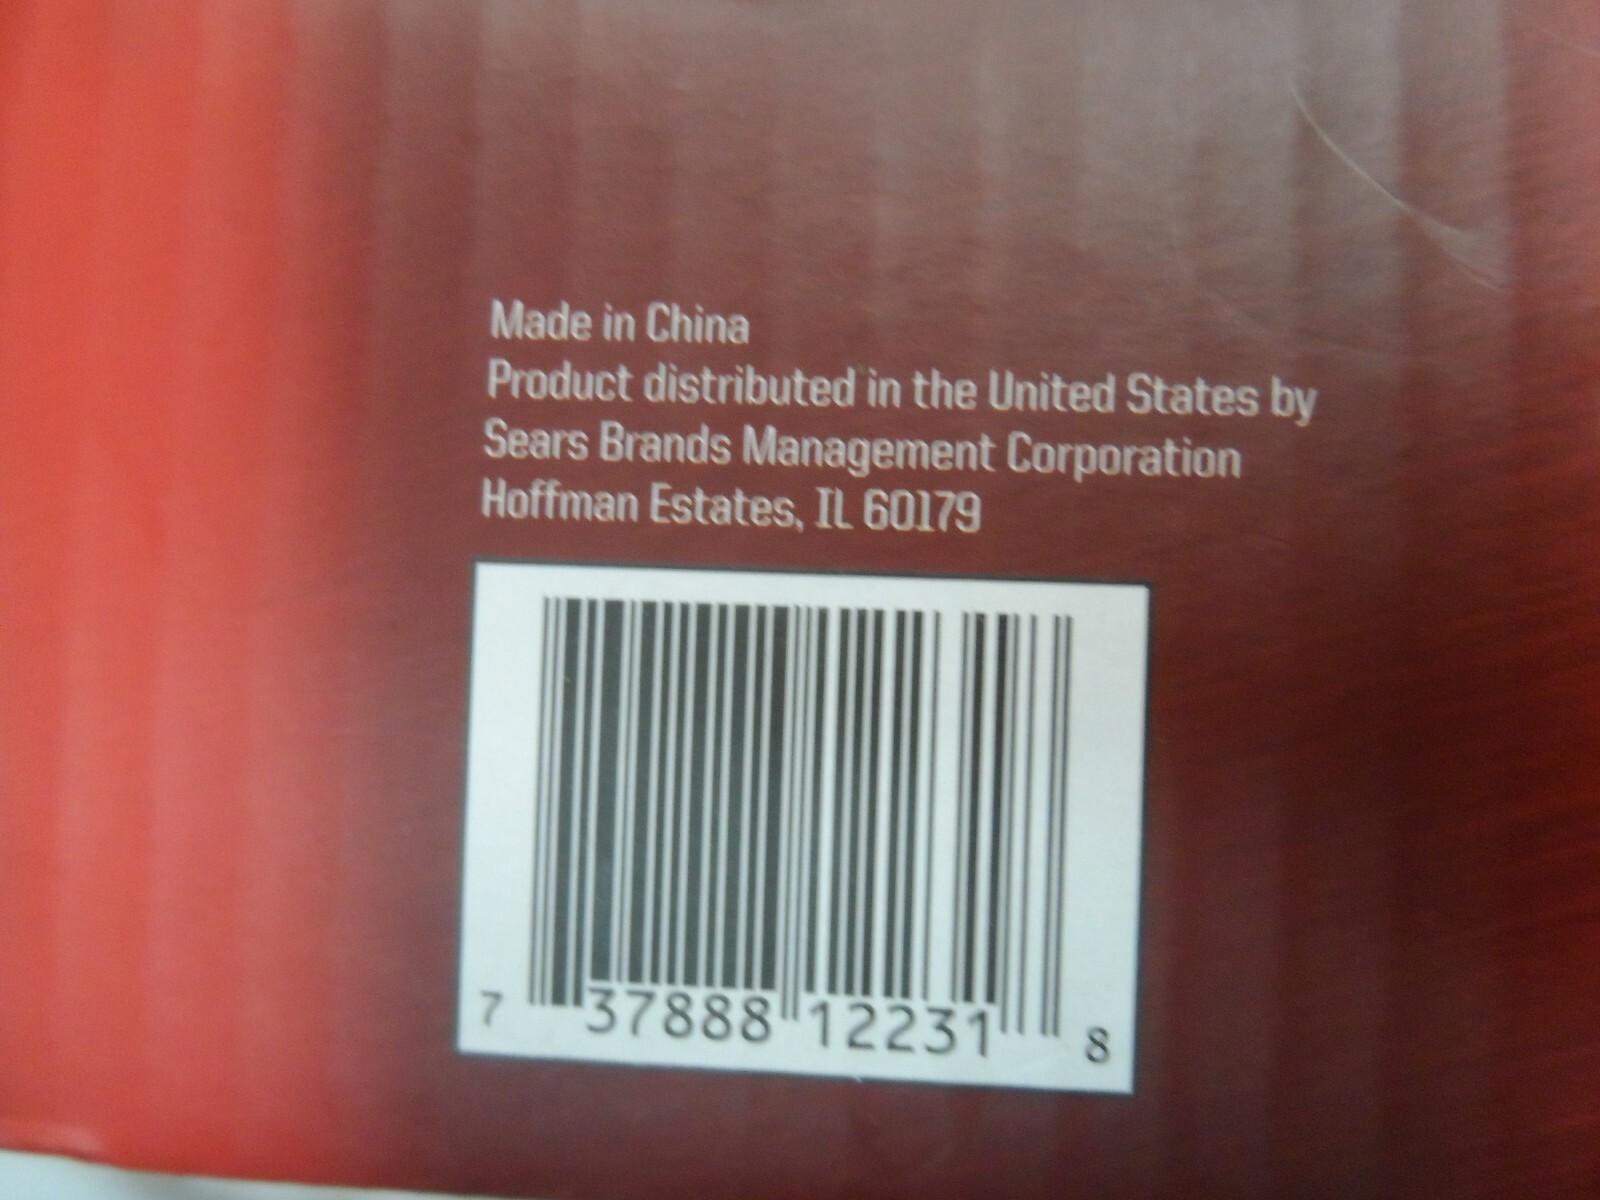 Made in China
Product distributed in the United States by
Sears Brands Management Corporation
Hoffman Estates, IL 60179
7 37888 12231 8